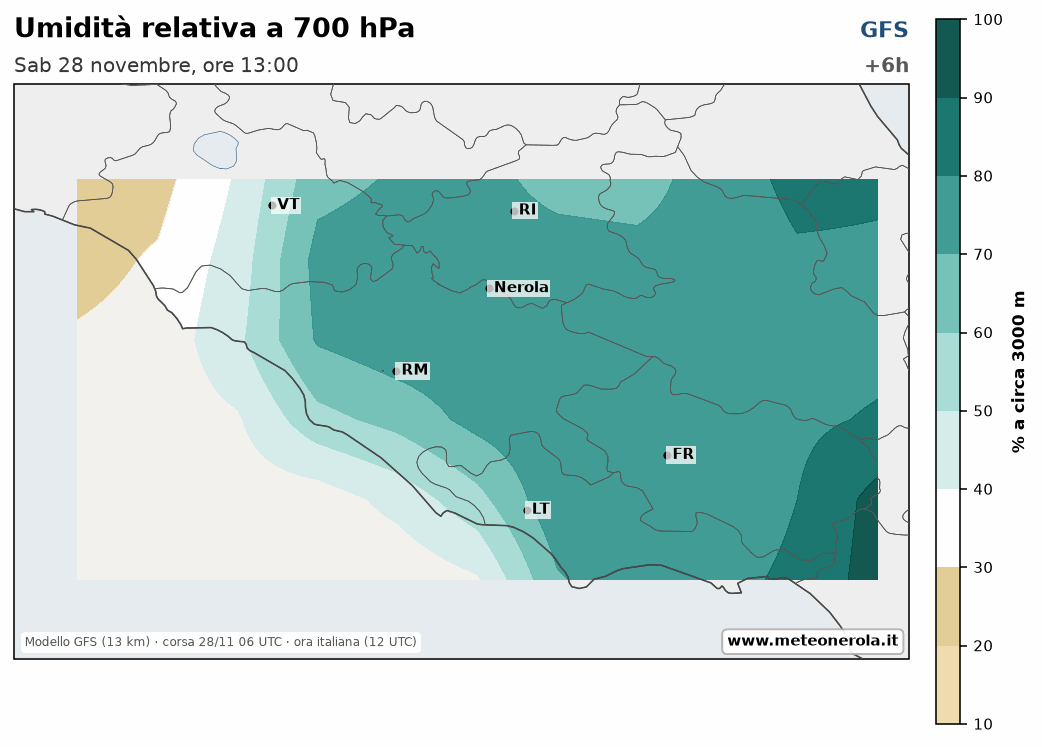 Umidità relativa a 700 hPa
GFS
Sab 28 novembre, ore 13:00
+6h
100
90
80
70
60
50
40
30
20
10
% a circa 3000 m
VT
RI
Nerola
RM
FR
LT
Modello GFS (13 km) · corsa 28/11 06 UTC · ora italiana (12 UTC)
www.meteonerola.it